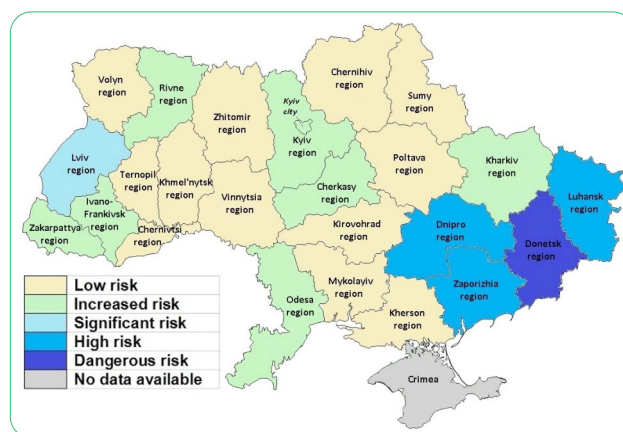 Volyn
region
Rivne
region
Zhitomir
region
Kyiv
city
Kyiv
region
Chernihiv
region
Sumy
region
Lviv
region
Ternopil
region
Khmel'nytsk
region
Vinnytsia
region
Cherkasy
region
Poltava
region
Kharkiv
region
Luhansk
region
Ivano-
Frankivsk
region
Zakarpattya
region
Chernivtsi
region
Kirovohrad
region
Dnipro
region
Donetsk
region
Odesa
region
Mykolayiv
region
Zaporizhia
region
Kherson
region
Crimea
Low risk
Increased risk
Significant risk
High risk
Dangerous risk
No data available